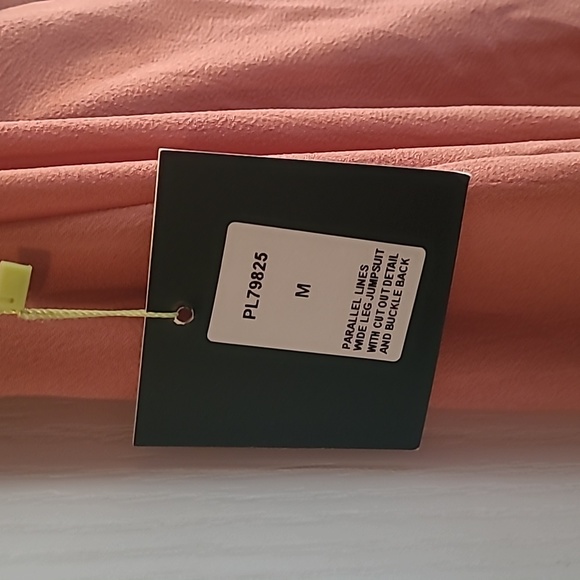 PL79825
M
PARALLEL LINES
WIDE LEG JUMPSUIT
WITH CUT OUT DETAIL
AND BUCKLE BACK